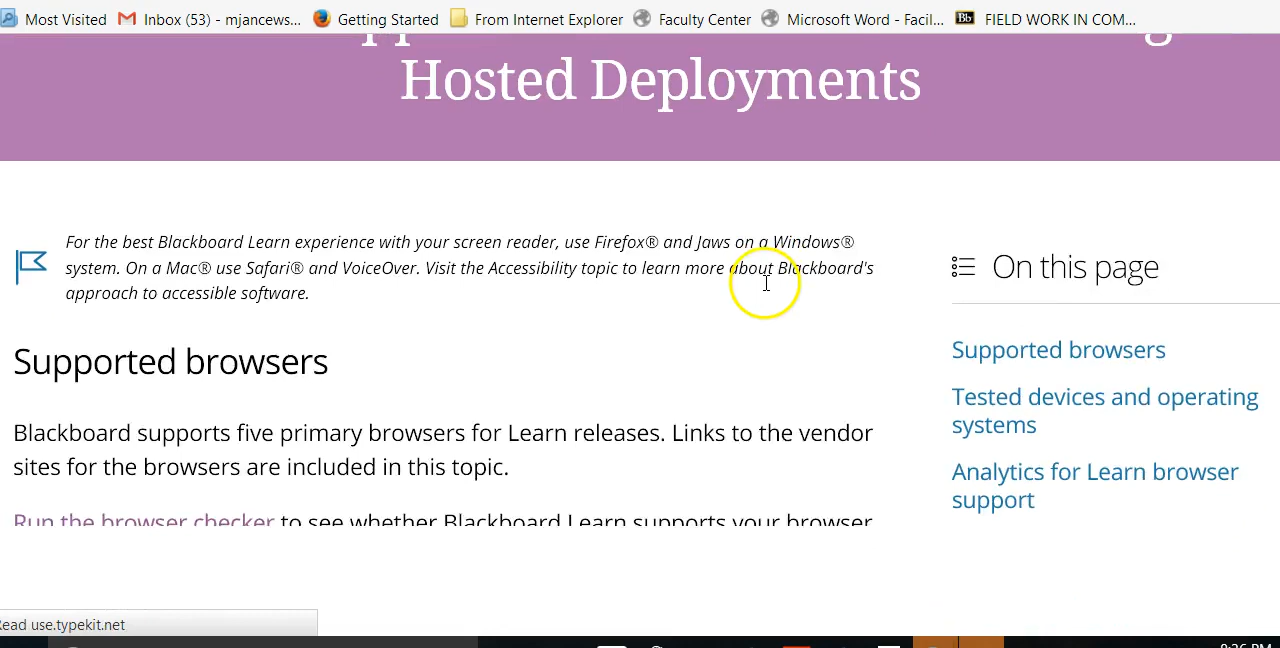 Most Visited Inbox (53) - mjancews... Getting Started From Internet Explorer Faculty Center Microsoft Word - Facil... Bb FIELD WORK IN COM...
Hosted Deployments
For the best Blackboard Learn experience with your screen reader, use Firefox® and Jaws on a Windows®
system. On a Mac® use Safari® and VoiceOver. Visit the Accessibility topic to learn more about Blackboard's
approach to accessible software.
Supported browsers
Blackboard supports five primary browsers for Learn releases. Links to the vendor
sites for the browsers are included in this topic.
Run the browser checker to see whether Blackboard Learn supports your browser
On this page
Supported browsers
Tested devices and operating
systems
Analytics for Learn browser
support
Read use.typekit.net